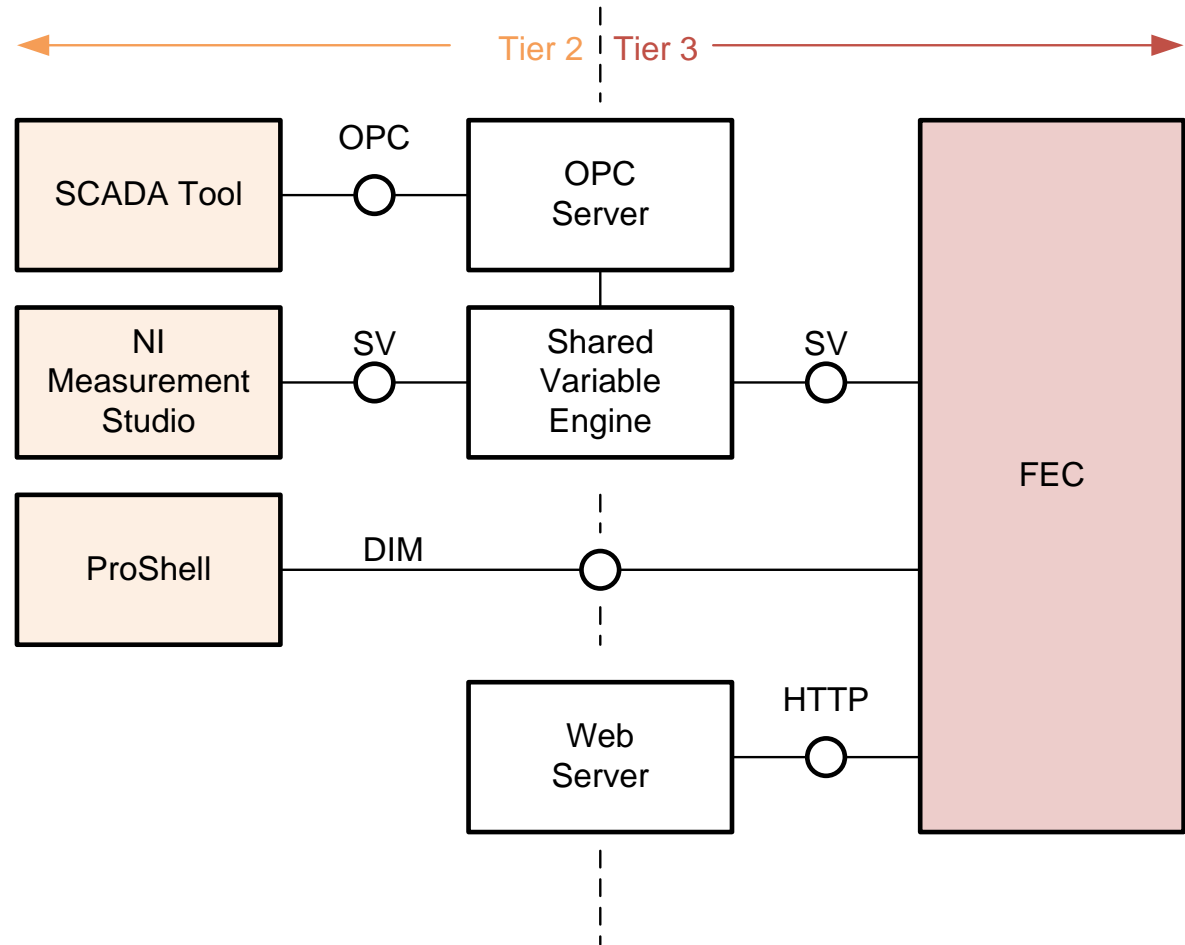 Tier 2
Tier 3
SCADA Tool
OPC
OPC
Server
NI
Measurement
Studio
SV
Shared
Variable
Engine
SV
FEC
ProShell
DIM
Web
Server
HTTP